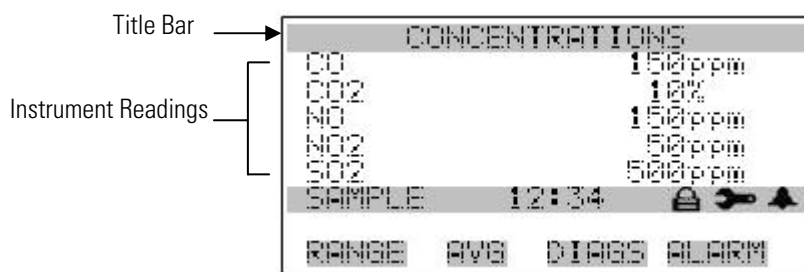 Title Bar
CONCENTRATIONS
Instrument Readings
CO 150ppm
CO2 10%
NO 150ppm
NO2 50ppm
SO2 500ppm
SAMPLE 12:34
RANGE AVG DIAGS ALARM